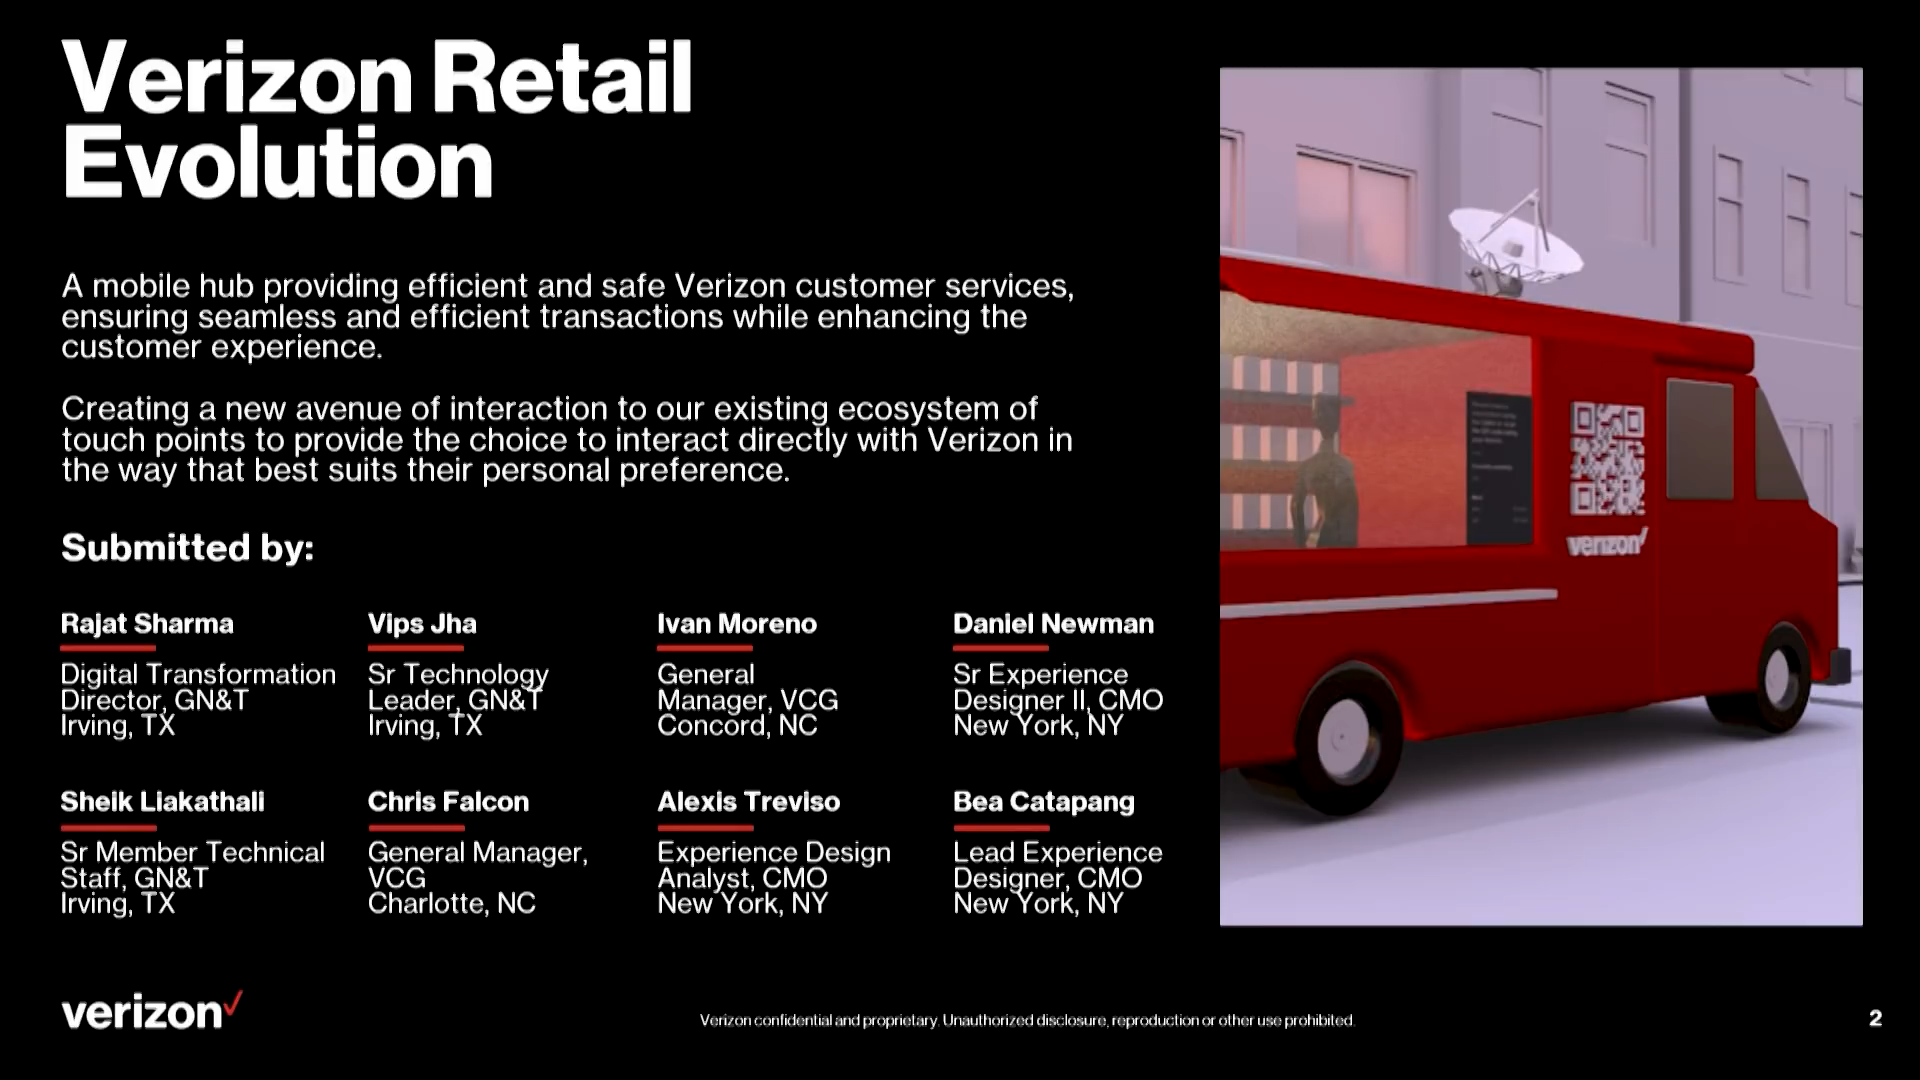 Verizon Retail
Evolution
A mobile hub providing efficient and safe Verizon customer services,
ensuring seamless and efficient transactions while enhancing the
customer experience.
Creating a new avenue of interaction to our existing ecosystem of
touch points to provide the choice to interact directly with Verizon in
the way that best suits their personal preference.
Submitted by:
Rajat Sharma
Digital Transformation
Director, GN&T
Irving, TX
Vips Jha
Sr Technology
Leader, GN&T
Irving, TX
Ivan Moreno
General
Manager, VCG
Concord, NC
Daniel Newman
Sr Experience
Designer II, CMO
New York, NY
Sheik Liakathali
Sr Member Technical
Staff, GN&T
Irving, TX
Chris Falcon
General Manager,
VCG
Charlotte, NC
Alexis Treviso
Experience Design
Analyst, CMO
New York, NY
Bea Catapang
Lead Experience
Designer, CMO
New York, NY
verizon
verizon
Verizon confidential and proprietary. Unauthorized disclosure, reproduction or other use prohibited.
2